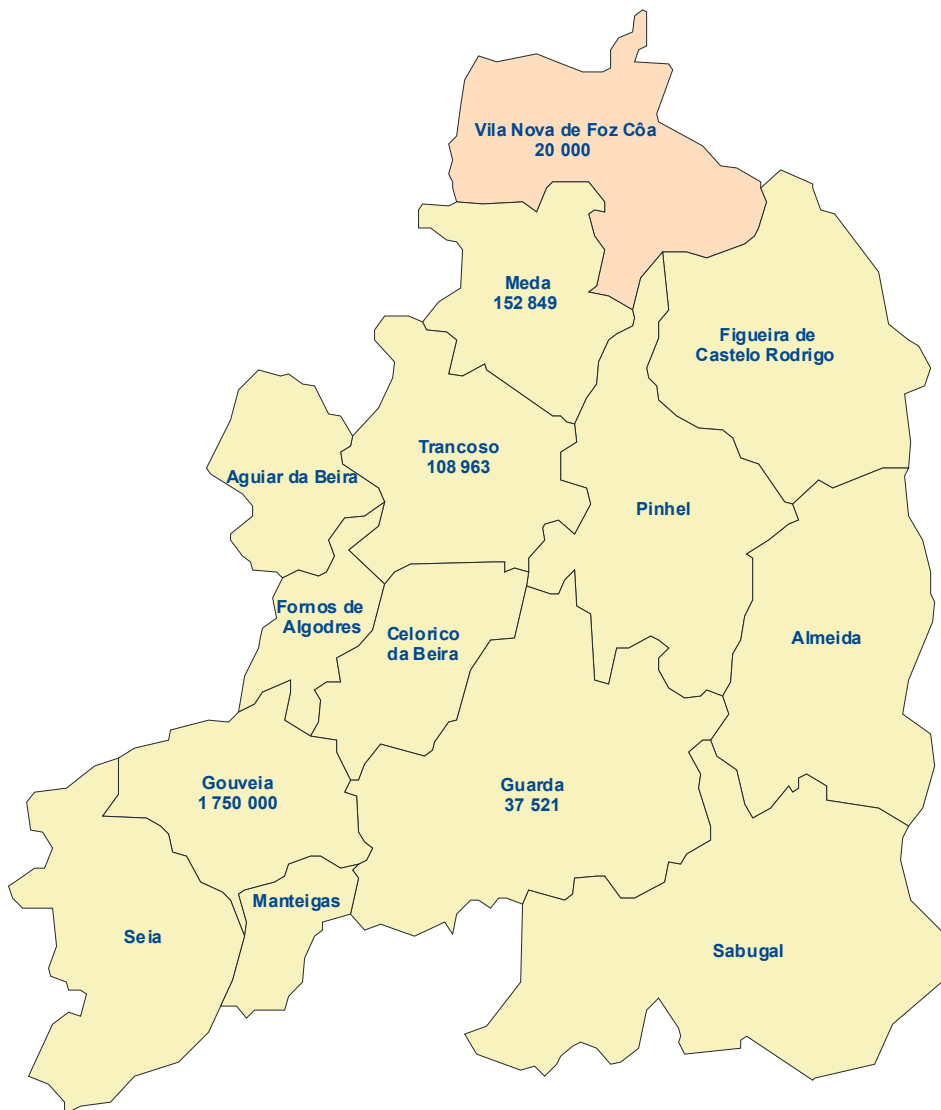 Vila Nova de Foz Côa
20 000
Meda
152 849
Figueira de
Castelo Rodrigo
Trancoso
108 963
Aguiar da Beira
Pinhel
Fornos de
Algodres
Celorico
da Beira
Almeida
Gouveia
1 750 000
Guarda
37 521
Manteigas
Seia
Sabugal